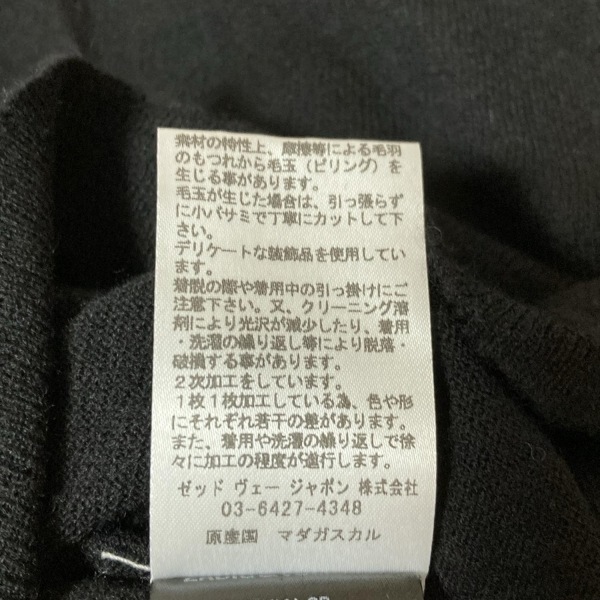 素材の特性上、摩擦等による毛羽
のもつれから毛玉（ピリング）を
生じる事があります。
毛玉が生じた場合は、引っ張らず
に小バサミで丁寧にカットして下
さい。
デリケートな装飾品を使用してい
ます。
着脱の際や着用中の引っ掛けにご
注意下さい。又、クリーニング溶
剤により光沢が減少したり、着用
・洗濯の繰り返し等により脱落・
破損する事があります。
2次加工をしています。
1枚1枚加工している為、色や形
にそれぞれ若干の差があります。
また、着用や洗濯の繰り返しで徐
々に加工の程度が進行します。
ゼッド ヴェー ジャポン 株式会社
03-6427-4348
原産国 マダガスカル